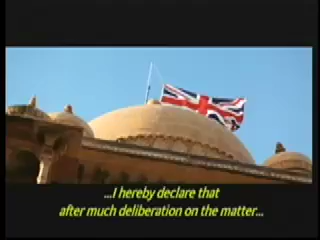 ...I hereby declare that
after much deliberation on the matter...